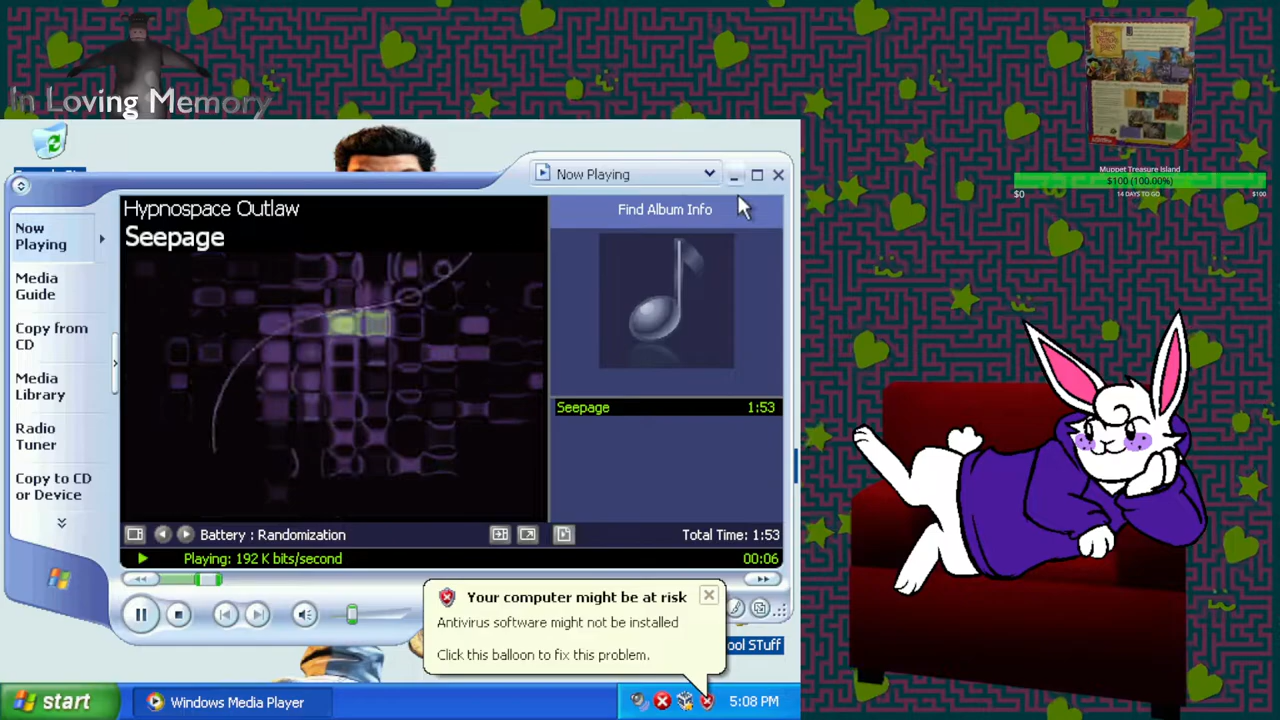 In Loving Memory
Now Playing
Hypnospace Outlaw
Seepage
Find Album Info
Now
Playing
Media
Guide
Copy from
CD
Media
Library
Radio
Tuner
Copy to CD
or Device
Seepage 1:53
Battery : Randomization
Total Time: 1:53
Playing: 192 K bits/second
00:06
Your computer might be at risk
Antivirus software might not be installed
Click this balloon to fix this problem.
ool STuff
start
Windows Media Player
5:08 PM
Muppet Treasure Island
$100 (100.00%)
$0
14 DAYS TO GO
$100